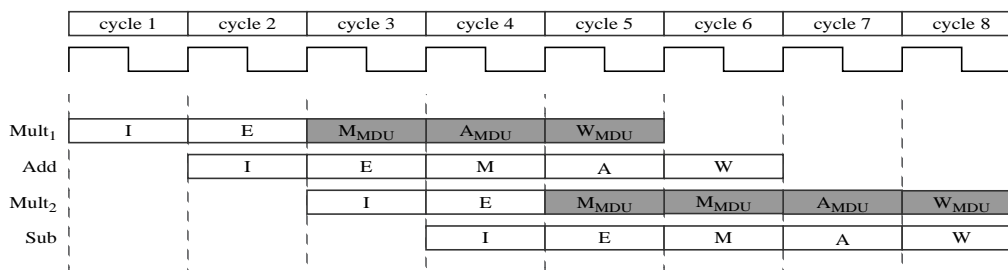 cycle 1 cycle 2 cycle 3 cycle 4 cycle 5 cycle 6 cycle 7 cycle 8
Mult1 I E MMDU AMDU WMDU
Add I E M A W
Mult2 I E MMDU MMDU AMDU WMDU
Sub I E M A W